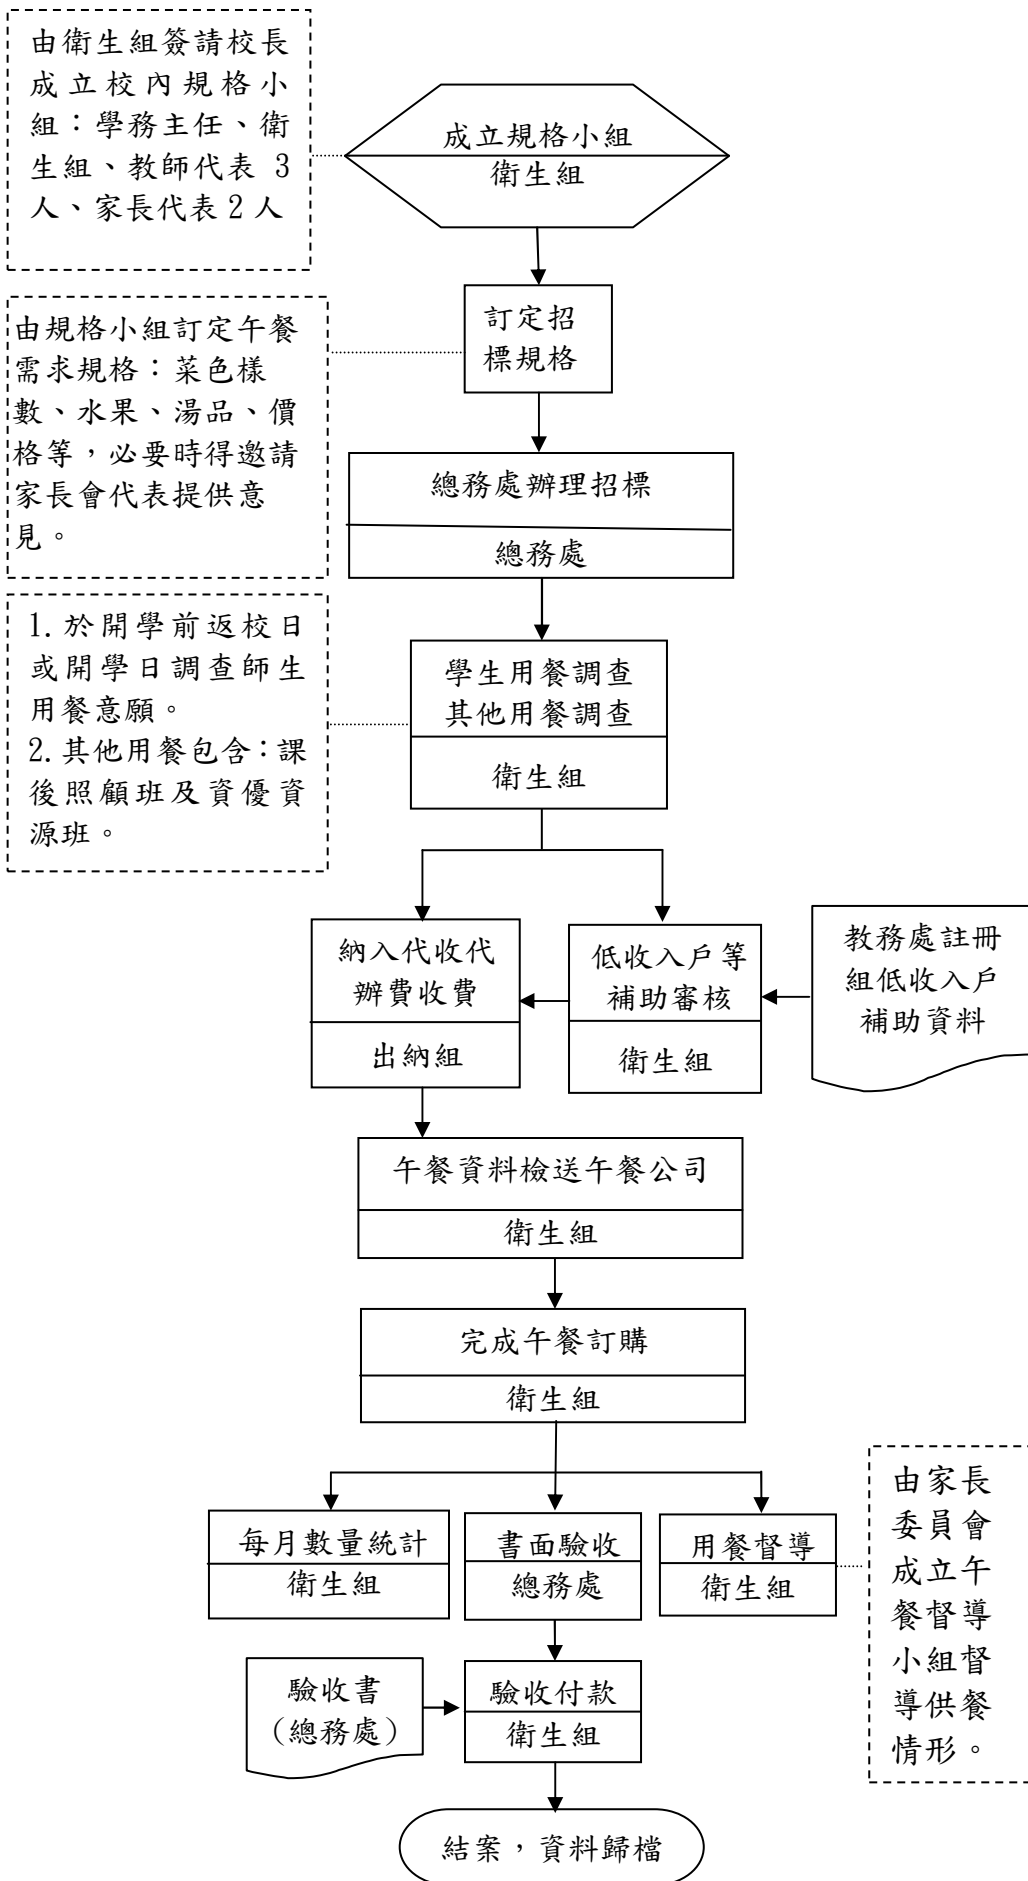 由衛生組簽請校長
成立校內規格小
組：學務主任、衛
生組、教師代表 3
人、家長代表 2 人
成立規格小組
衛生組
由規格小組訂定午餐
需求規格：菜色樣
數、水果、湯品、價
格等，必要時得邀請
家長會代表提供意
見。
訂定招
標規格
總務處辦理招標
總務處
1. 於開學前返校日
或開學日調查師生
用餐意願。
2. 其他用餐包含：課
後照顧班及資優資
源班。
學生用餐調查
其他用餐調查
衛生組
納入代收代
辦費收費
出納組
低收入戶等
補助審核
衛生組
教務處註冊
組低收入戶
補助資料
午餐資料檢送午餐公司
衛生組
完成午餐訂購
衛生組
每月數量統計
衛生組
書面驗收
總務處
用餐督導
衛生組
由家長
委員會
成立午
餐督導
小組督
導供餐
情形。
驗收書
(總務處)
驗收付款
衛生組
結案，資料歸檔